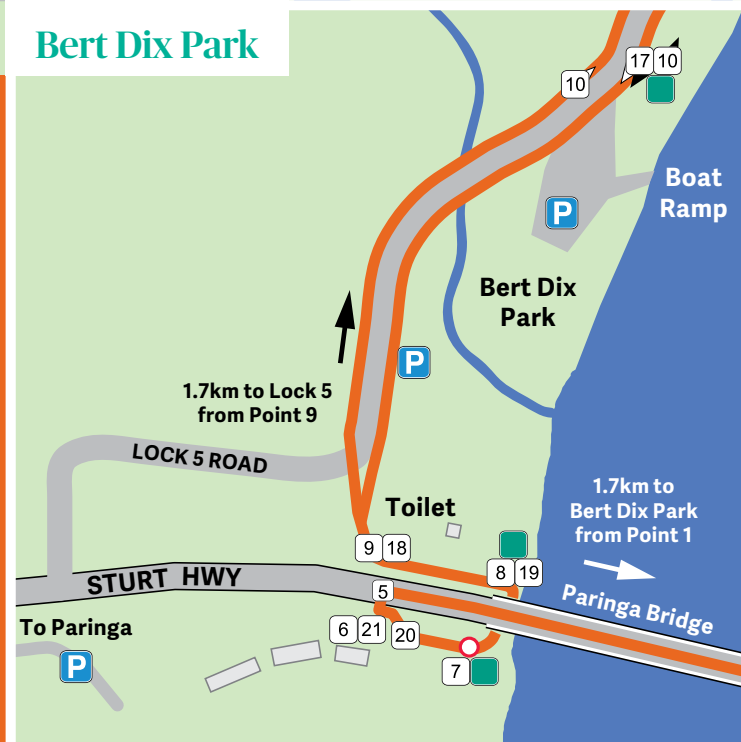 Bert Dix Park
17 10
10
Boat
Ramp
P
Bert Dix
Park
P
1.7km to Lock 5
from Point 9
LOCK 5 ROAD
Toilet
1.7km to
Bert Dix Park
from Point 1
9 18
8 19
STURT HWY
5
Paringa Bridge
To Paringa
6 21
20
P
7